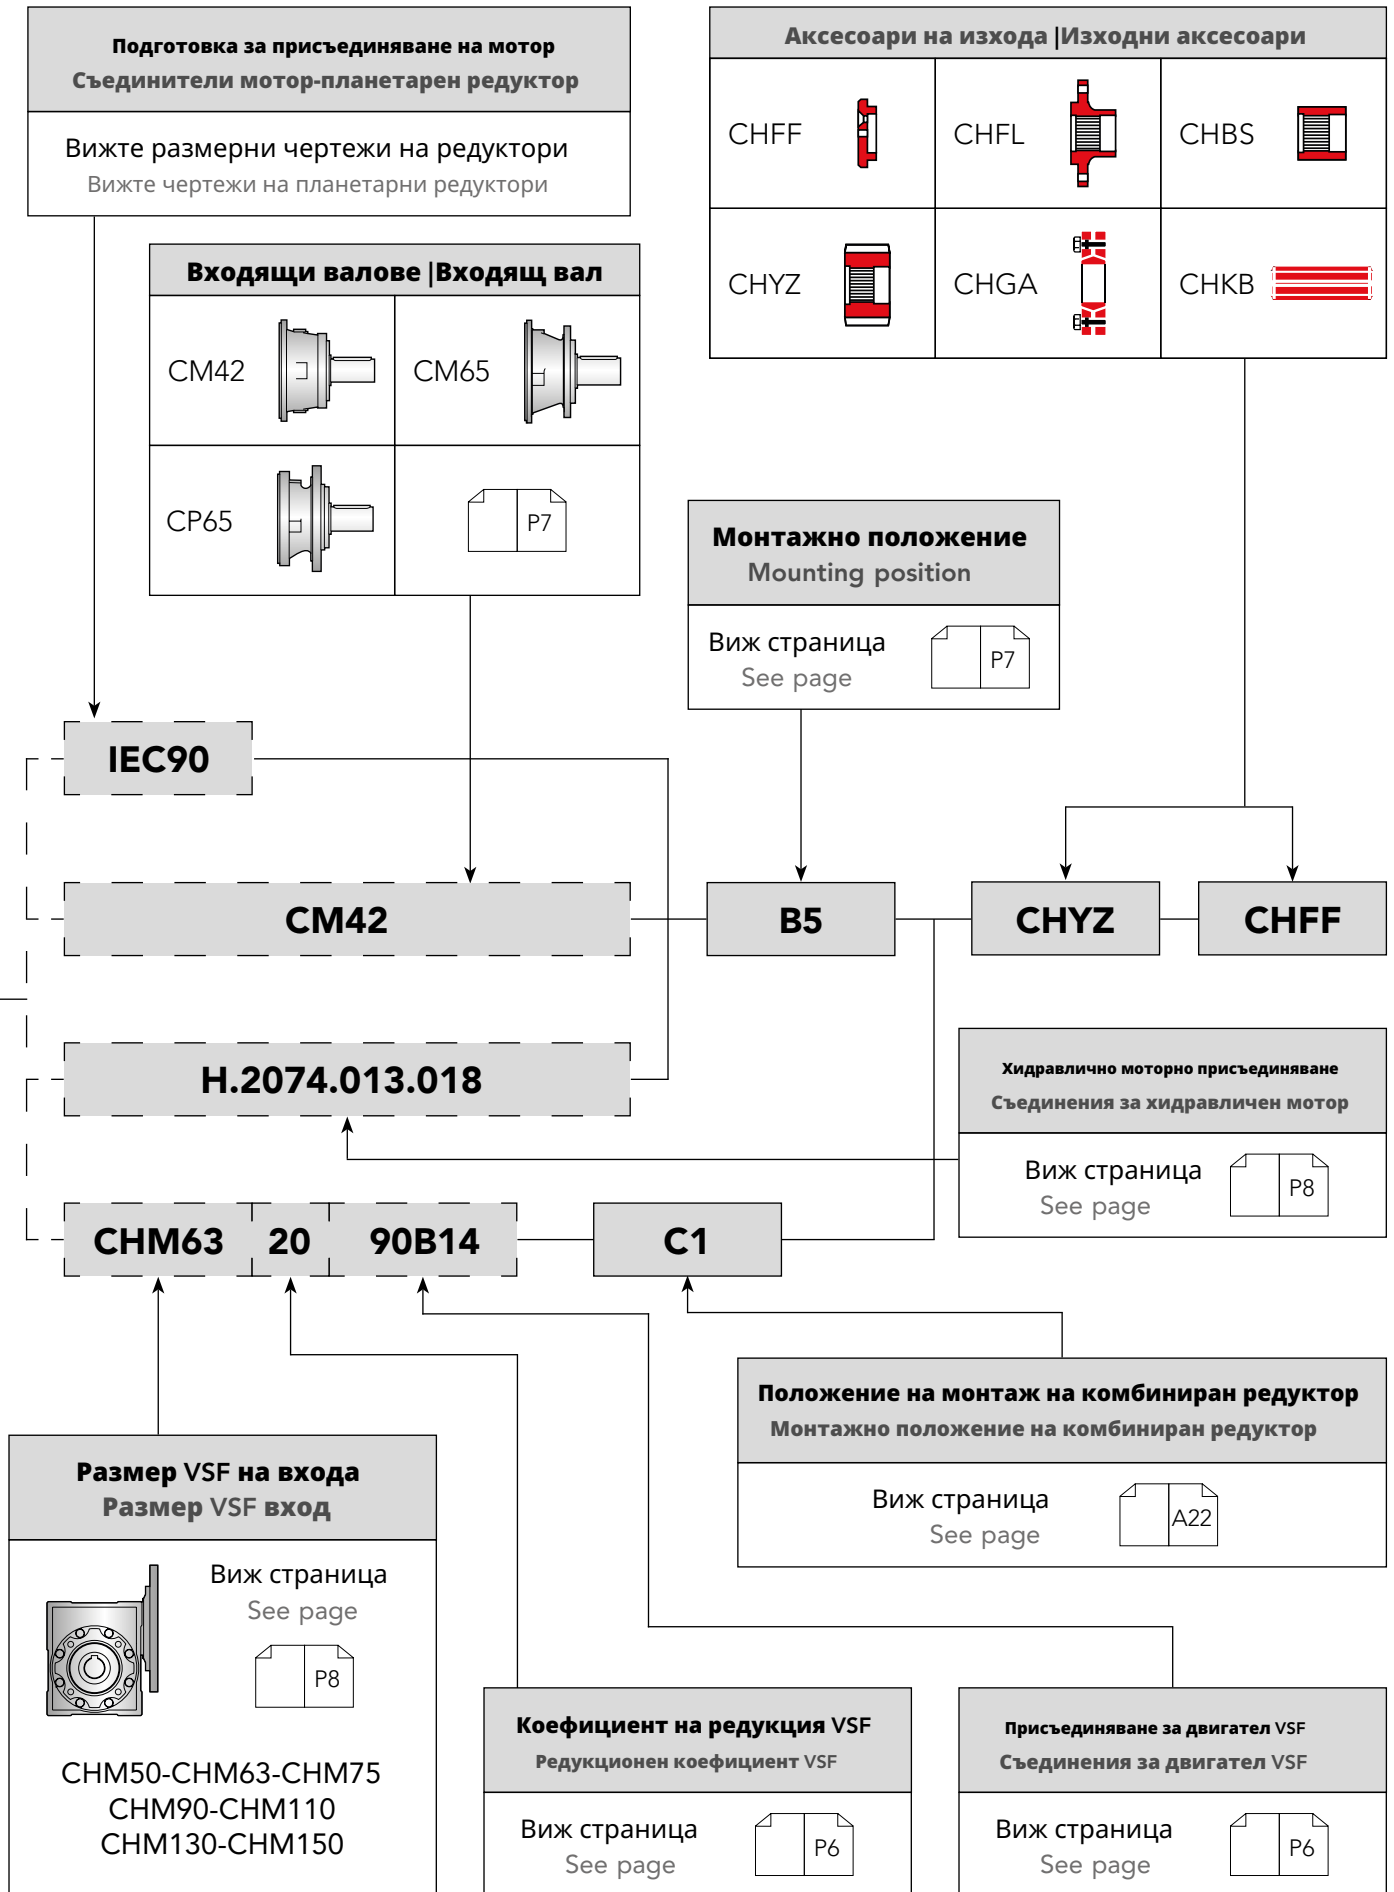 Подготовка за присъединяване на мотор
Съединители мотор-планетарен редуктор
Вижте размерни чертежи на редуктори
Вижте чертежи на планетарни редуктори
Аксесоари на изхода |Изходни аксесоари
CHFF
CHFL
CHBS
CHYZ
CHGA
CHKB
Входящи валове |Входящ вал
CM42
CM65
CP65
P7
Монтажно положение
Mounting position
Виж страница
See page
P7
IEC90
CM42
B5
CHYZ
CHFF
H.2074.013.018
Хидравлично моторно присъединяване
Съединения за хидравличен мотор
Виж страница
See page
P8
CHM63
20
90B14
C1
Положение на монтаж на комбиниран редуктор
Монтажно положение на комбиниран редуктор
Виж страница
See page
A22
Размер VSF на входа
Размер VSF вход
Виж страница
See page
P8
CHM50-CHM63-CHM75
CHM90-CHM110
CHM130-CHM150
Коефициент на редукция VSF
Редукционен коефициент VSF
Виж страница
See page
P6
Присъединяване за двигател VSF
Съединения за двигател VSF
Виж страница
See page
P6